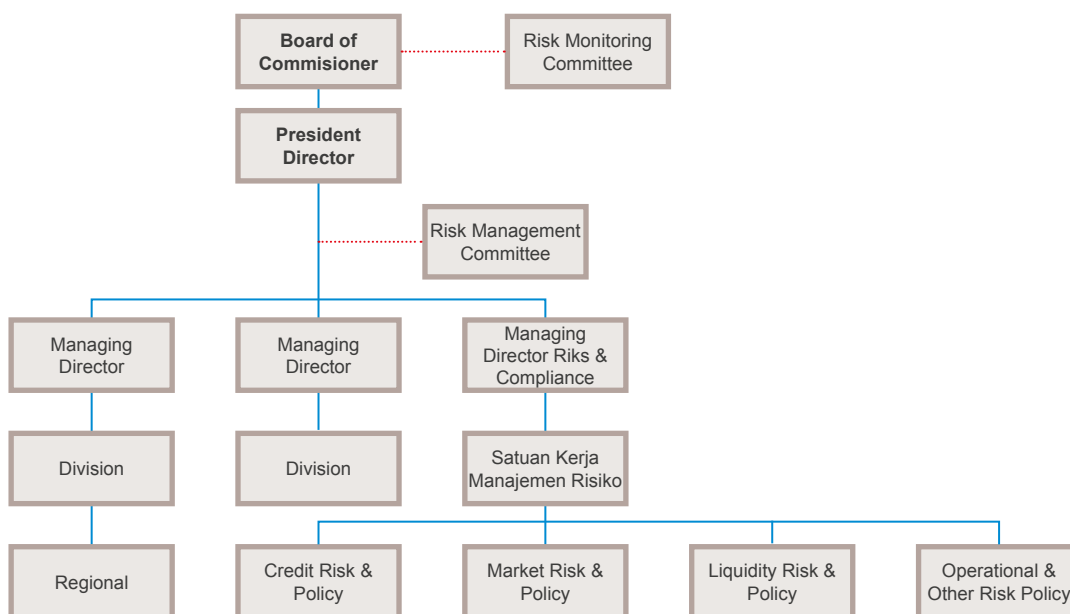 Board of
Commisioner
Risk Monitoring
Committee
President
Director
Risk Management
Committee
Managing
Director
Managing
Director
Managing
Director Riks &
Compliance
Division
Division
Satuan Kerja
Manajemen Risiko
Regional
Credit Risk &
Policy
Market Risk &
Policy
Liquidity Risk &
Policy
Operational &
Other Risk Policy